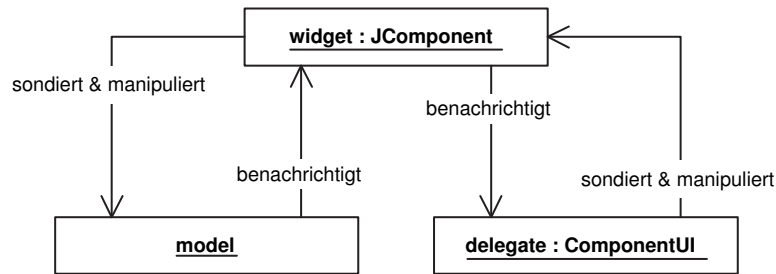 widget : JComponent
sondiert & manipuliert
benachrichtigt
benachrichtigt
sondiert & manipuliert
model
delegate : ComponentUI